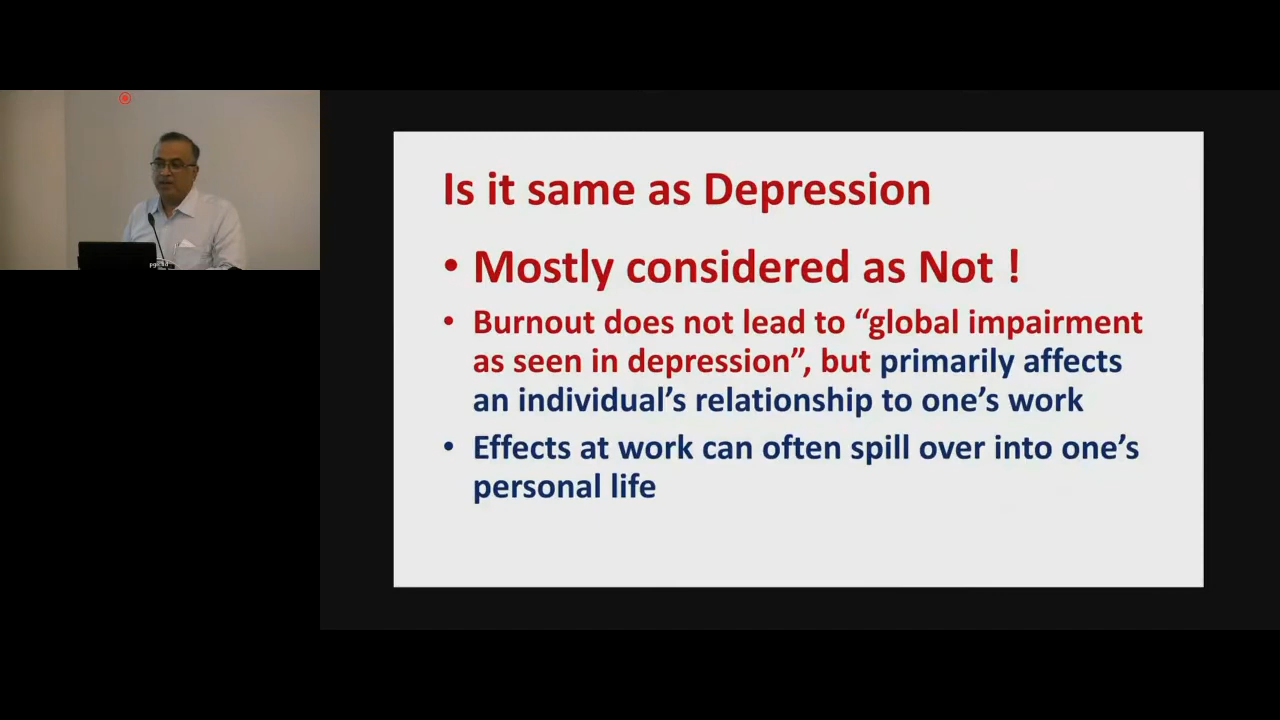 Is it same as Depression
• Mostly considered as Not !
• Burnout does not lead to “global impairment
as seen in depression”, but primarily affects
an individual’s relationship to one’s work
• Effects at work can often spill over into one’s
personal life